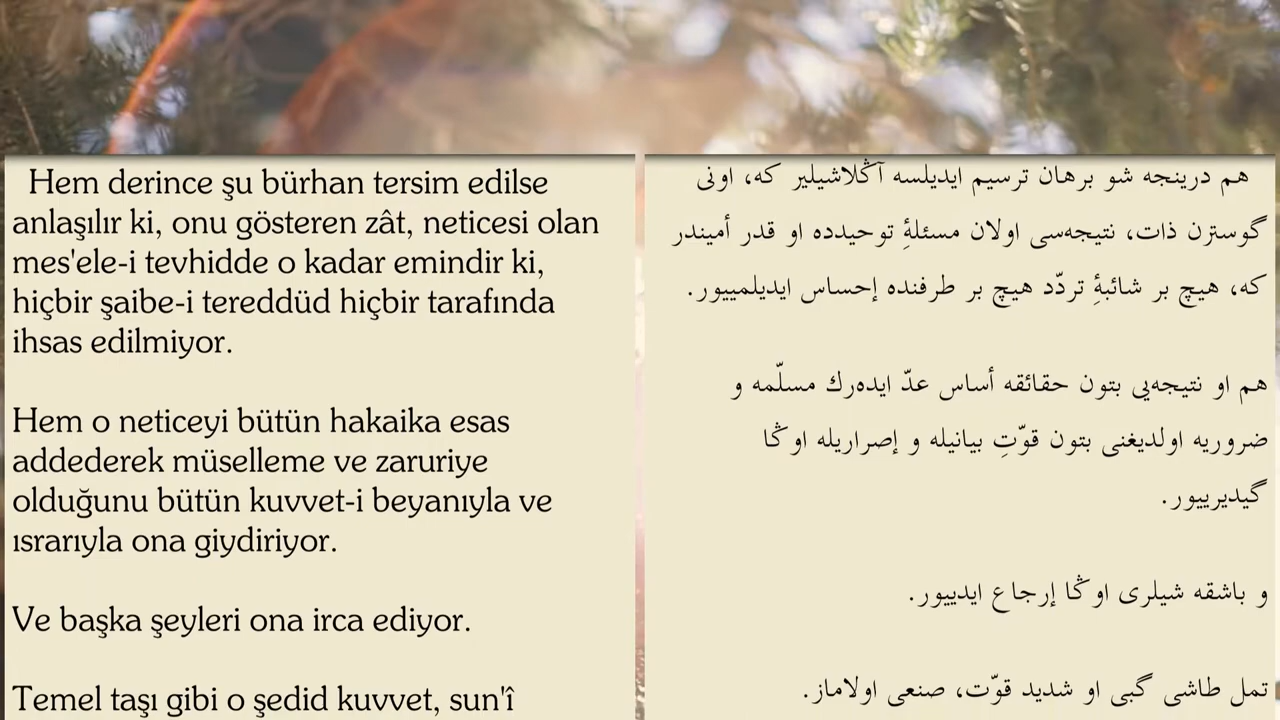 Hem derince şu bürhan tersim edilse
anlaşılır ki, onu gösteren zât, neticesi olan
mes'ele-i tevhidde o kadar emindir ki,
hiçbir şaibe-i tereddüd hiçbir tarafında
ihsas edilmiyor.
Hem o neticeyi bütün hakaika esas
addederek müselleme ve zaruriye
olduğunu bütün kuvvet-i beyanıyla ve
ısrarıyla ona giydiriyor.
Ve başka şeyleri ona irca ediyor.
Temel taşı gibi o şedid kuvvet, sun'î
هم درینجه شو برهان ترسیم ایدیلسه آڭلاشیلیر که، اونی
گوسترن ذات، نتیجه‌سی اولان مسئلهِٔ توحیدده او قدر أمیندر
که، هیچ بر شائبهِٔ تردّد هیچ بر طرفنده إحساس ایدیلمییور.
هم او نتیجه‌یی بتون حقائقه أساس عدّ ایده‌رك مسلّمه و
ضروریه اولدیغنی بتون قوّتِ بیانیله و إصراریله اوڭا
گیدیرییور.
و باشقه شیلری اوڭا إرجاع ایدییور.
تمل طاشی گبی او شدید قوّت، صنعی اولاماز.